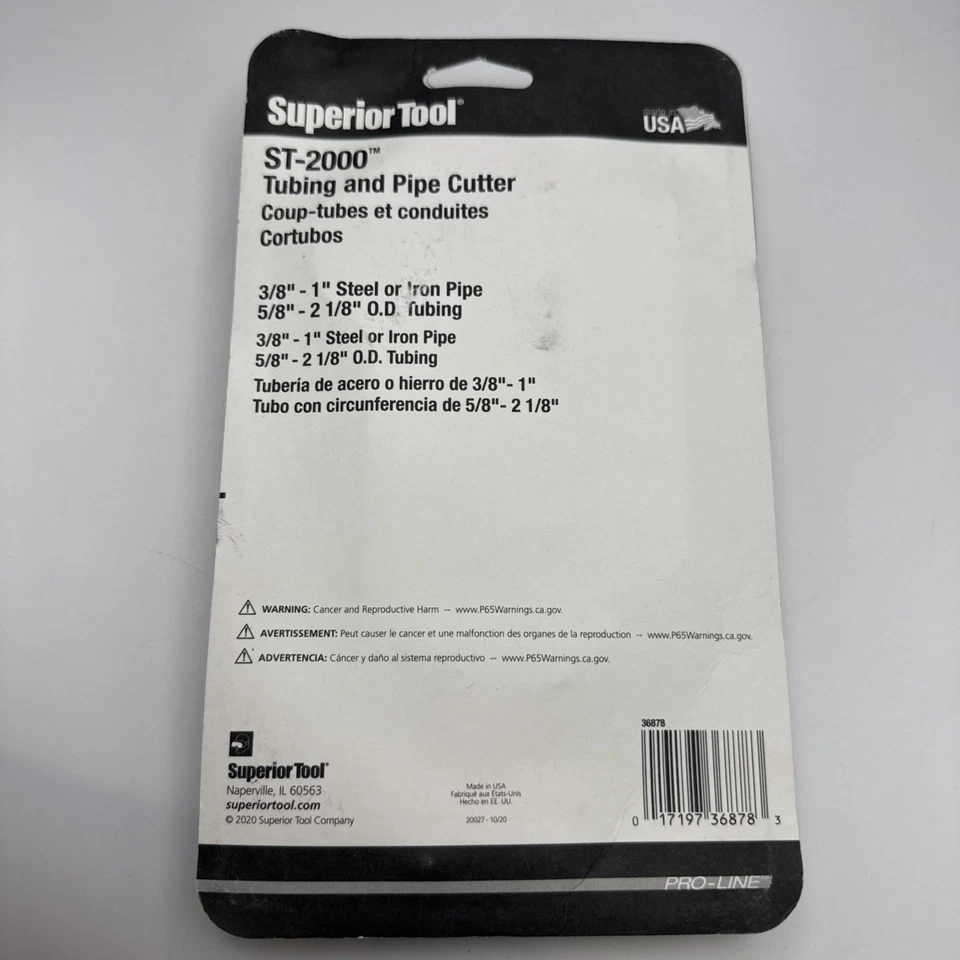 Superior Tool®
made in
USA
ST-2000™
Tubing and Pipe Cutter
Coup-tubes et conduites
Cortubos
3/8" - 1" Steel or Iron Pipe
5/8" - 2 1/8" O.D. Tubing
3/8" - 1" Steel or Iron Pipe
5/8" - 2 1/8" O.D. Tubing
Tubería de acero o hierro de 3/8"- 1"
Tubo con circunferencia de 5/8"- 2 1/8"
WARNING: Cancer and Reproductive Harm -- www.P65Warnings.ca.gov.
AVERTISSEMENT: Peut causer le cancer et une malfonction des organes de la reproduction -- www.P65Warnings.ca.gov.
ADVERTENCIA: Cáncer y daño al sistema reproductivo -- www.P65Warnings.ca.gov.
Superior Tool®
Naperville, IL 60563
superiortool.com
© 2020 Superior Tool Company
Made in USA
Fabriqué aux États-Unis
Hecho en EE. UU.
20027 - 10/20
36878
0 17197 36878 3
PRO-LINE™